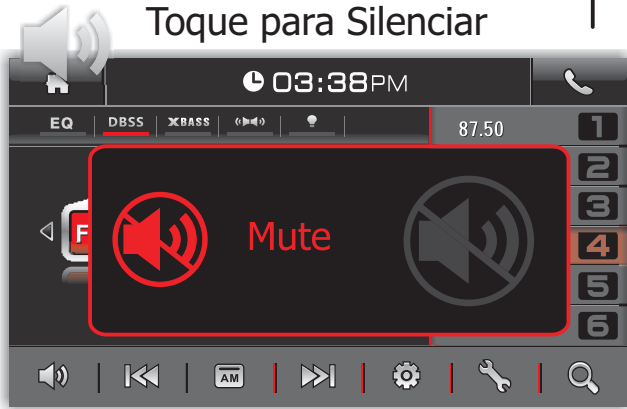 Toque para Silenciar
03:38PM
EQ DBSS XBASS 87.50 1
2
3
F Mute 4
5
6
AM